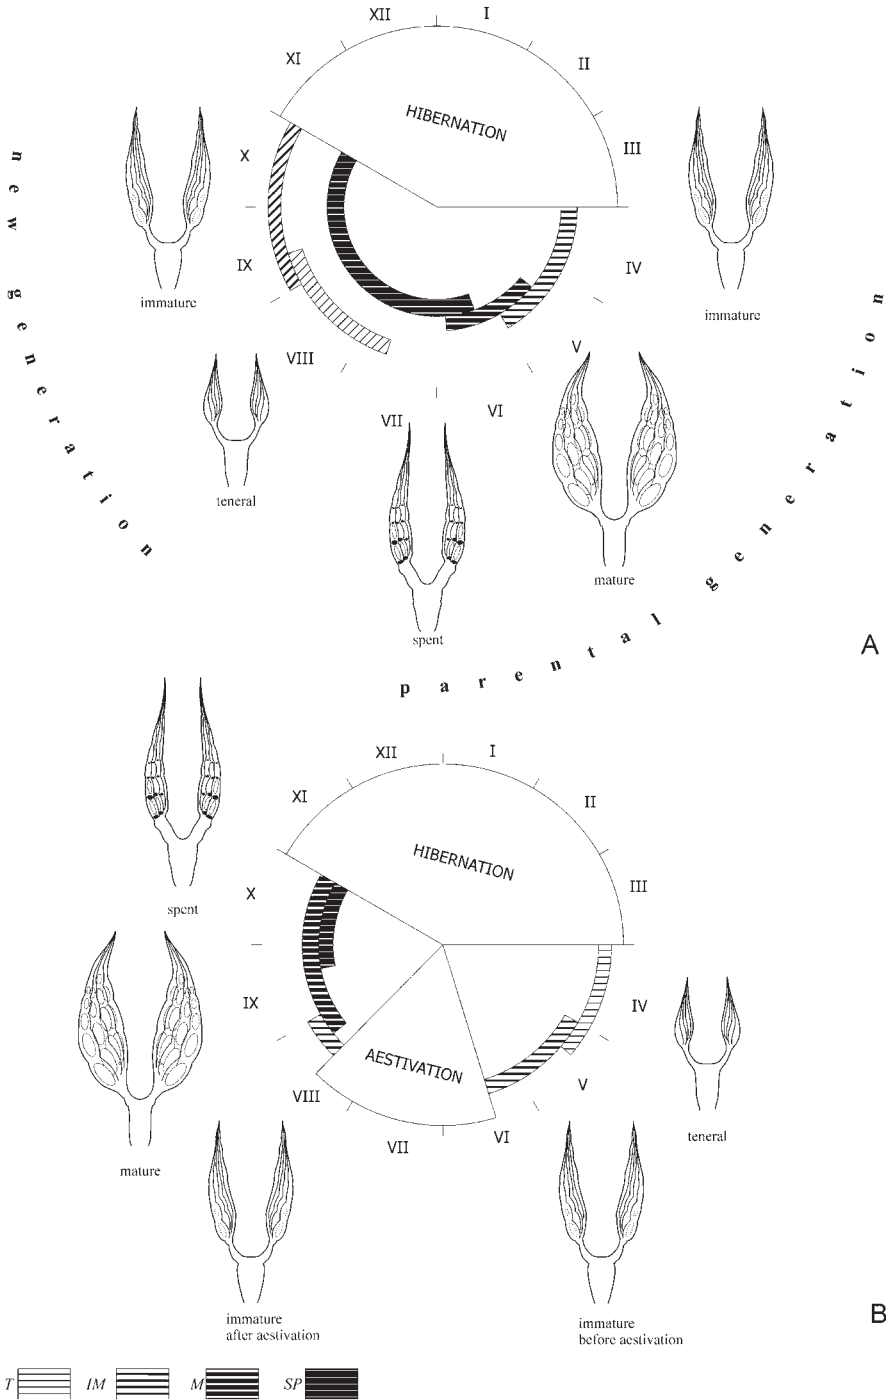 XII
I
XI
II
HIBERNATION
X
III
IX
IV
immature
immature
VIII
V
VII
VI
teneral
mature
spent
new generation
parental generation
A
XII
I
XI
II
HIBERNATION
X
III
spent
IX
IV
AESTIVATION
VIII
V
VII
VI
teneral
mature
immature
after aestivation
immature
before aestivation
B
T
IM
M
SP